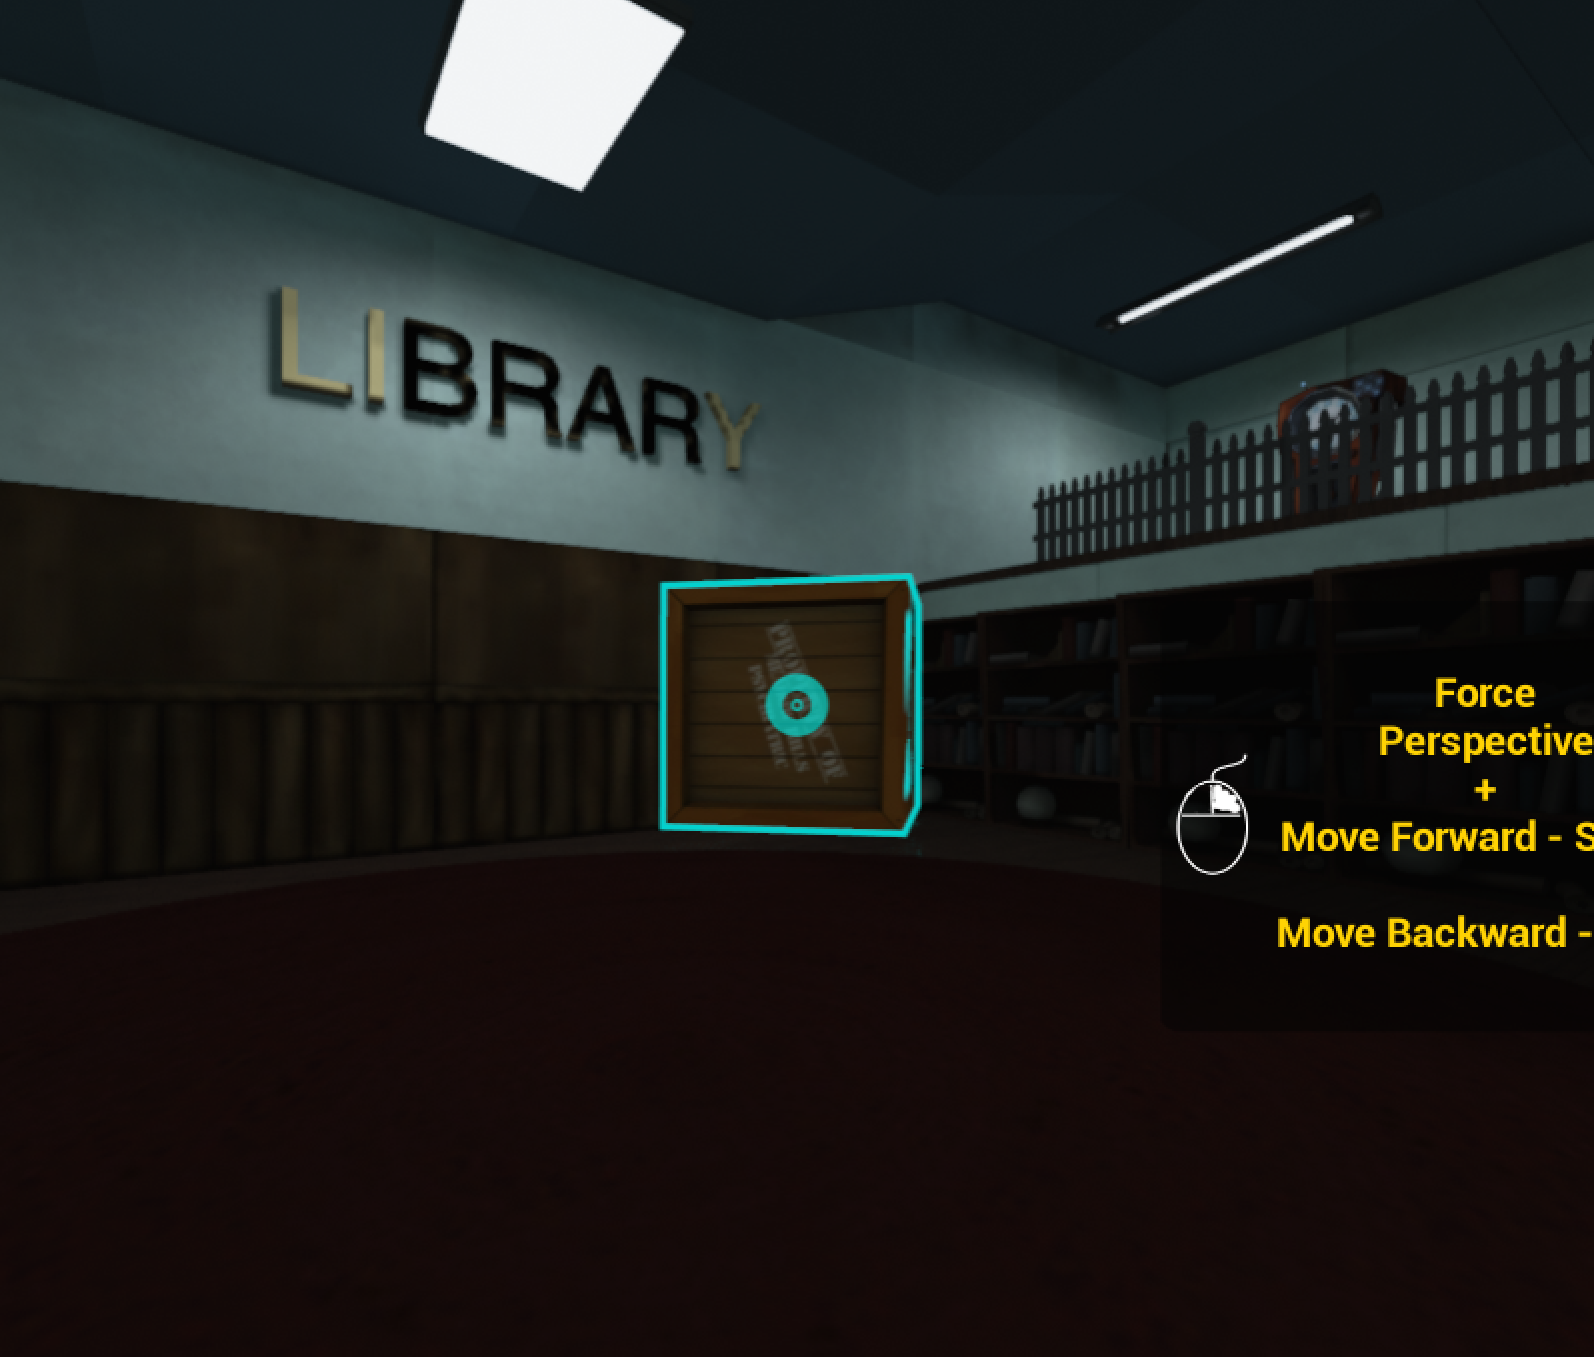 LIBRARY
Force
Perspective
+
Move Forward - S
Move Backward -